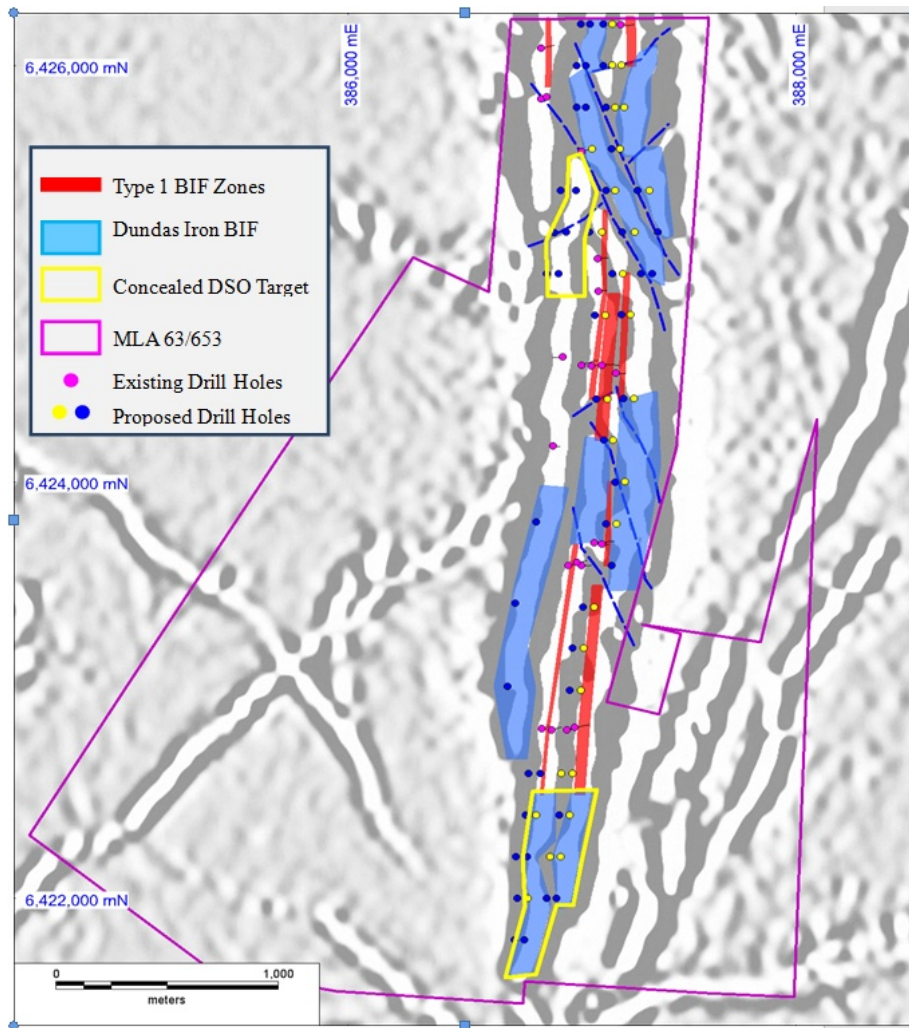 6,426,000 mN
386,000 mE
388,000 mE
Type 1 BIF Zones
Dundas Iron BIF
Concealed DSO Target
MLA 63/653
Existing Drill Holes
Proposed Drill Holes
6,424,000 mN
6,422,000 mN
0 1,000
meters